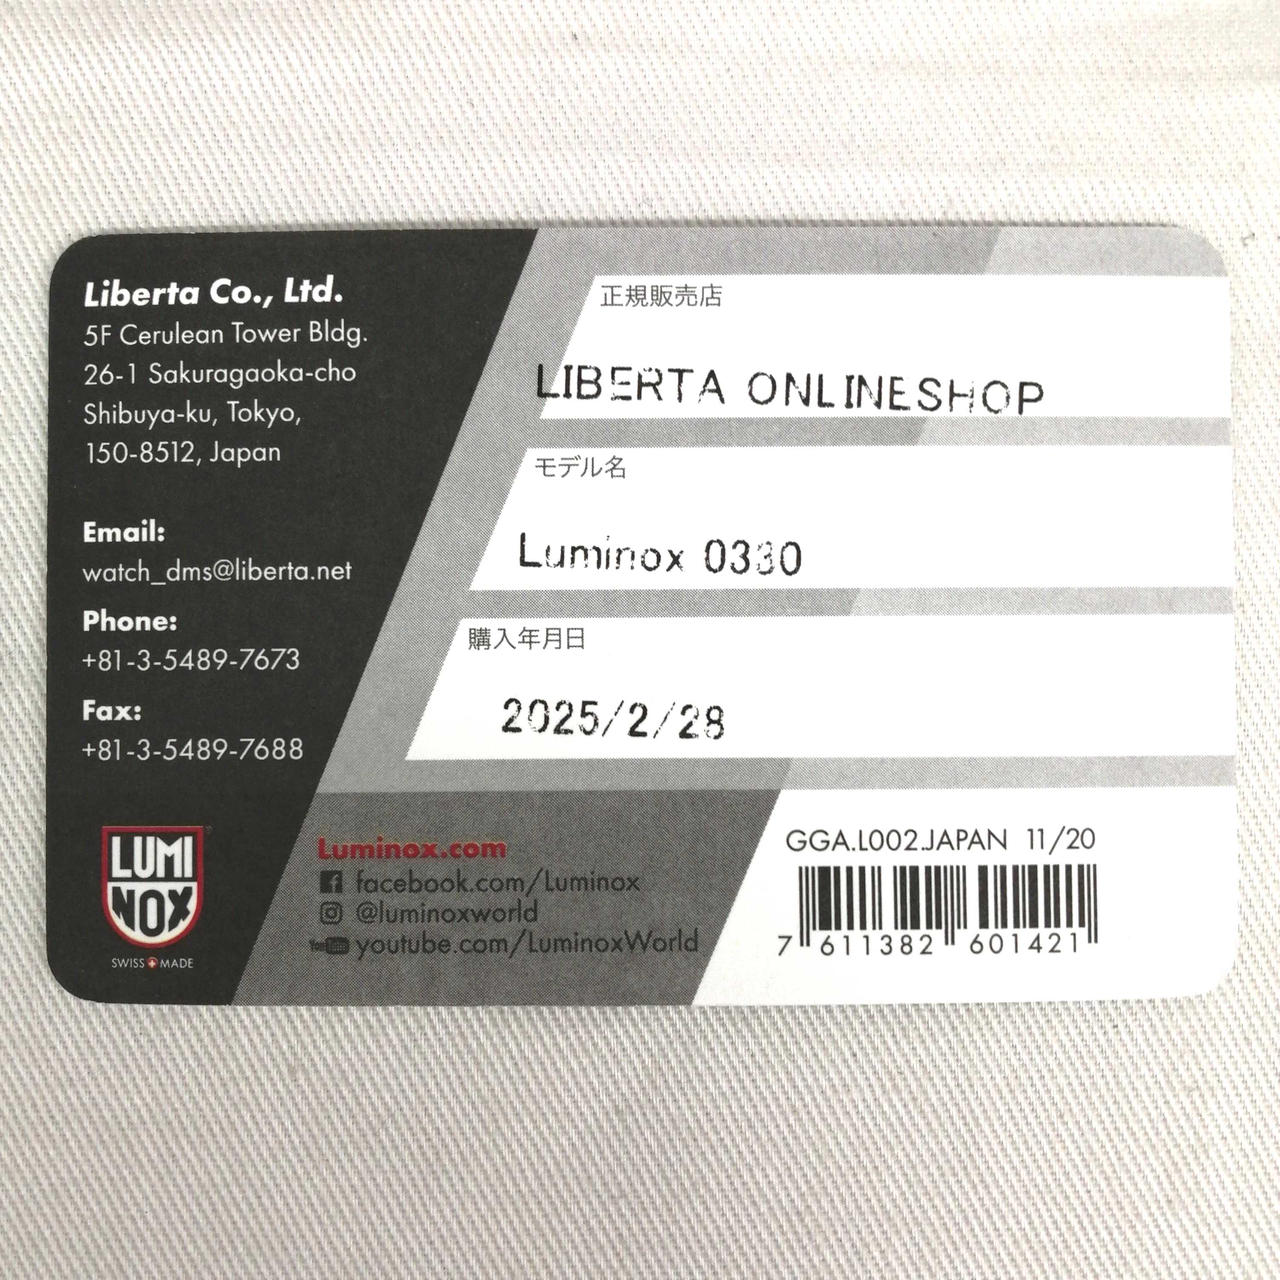 Liberta Co., Ltd.
5F Cerulean Tower Bldg.
26-1 Sakuragaoka-cho
Shibuya-ku, Tokyo,
150-8512, Japan
Email:
watch_dms@liberta.net
Phone:
+81-3-5489-7673
Fax:
+81-3-5489-7688
LUMI
NOX
SWISS MADE
正規販売店
LIBERTA ONLINESHOP
モデル名
Luminox 0330
購入年月日
2025/2/28
Luminox.com
facebook.com/Luminox
@luminoxworld
youtube.com/LuminoxWorld
GGA.L002.JAPAN 11/20
7 611382 601421